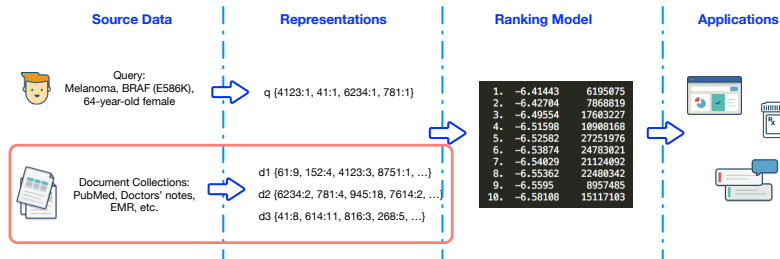 Source Data
Representations
Ranking Model
Applications
Query:
Melanoma, BRAF (E586K),
64-year-old female
q {4123:1, 41:1, 6234:1, 781:1}
Document Collections:
PubMed, Doctors' notes,
EMR, etc.
d1 {61:9, 152:4, 4123:3, 8751:1, …}
d2 {6234:2, 781:4, 945:18, 7614:2, …}
d3 {41:8, 614:11, 816:3, 268:5, …}
1. -6.41443 6195075
2. -6.42704 7868819
3. -6.49554 17603227
4. -6.51598 10908168
5. -6.52582 27251976
6. -6.53874 24783021
7. -6.54029 21124092
8. -6.55362 22480342
9. -6.5595 8957485
10. -6.58108 15117103
Rx